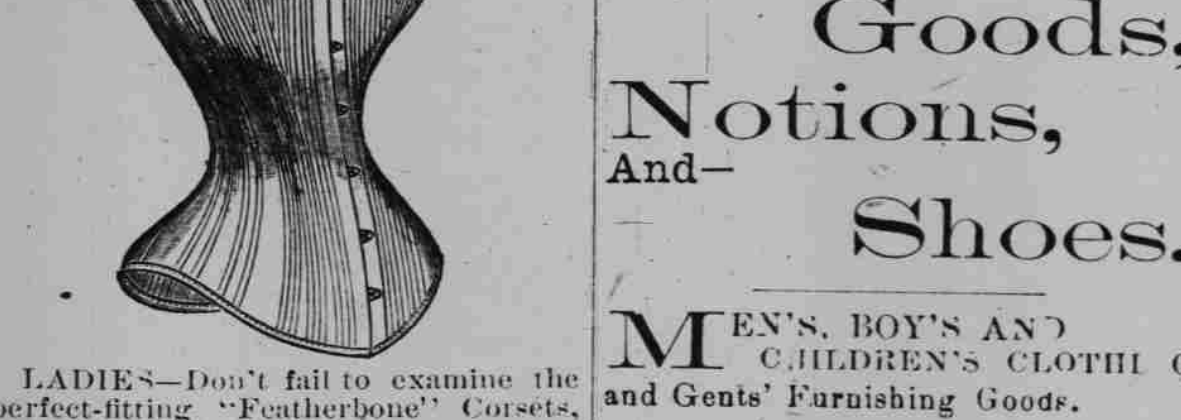 LADIES—Don't fail to examine the
perfect-fitting "Featherbone" Corsets,
Goods,
Notions,
And—
Shoes.
MEN'S, BOY'S AND
CHILDREN'S
and Gents' Furnishing Goods.